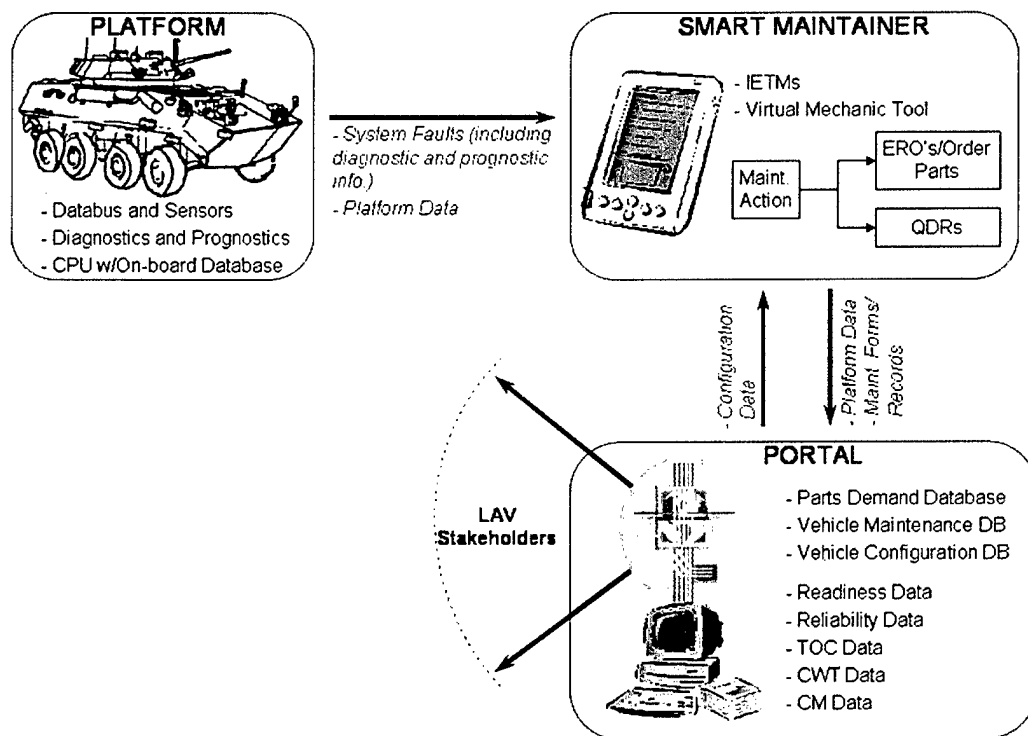 PLATFORM
- Databus and Sensors
- Diagnostics and Prognostics
- CPU w/On-board Database
- System Faults (including
diagnostic and prognostic
info.)
- Platform Data
SMART MAINTAINER
- IETMs
- Virtual Mechanic Tool
Maint.
Action
ERO's/Order
Parts
QDRs
- Configuration
Data
- Platform Data
- Maint. Forms/
Records
LAV
Stakeholders
PORTAL
- Parts Demand Database
- Vehicle Maintenance DB
- Vehicle Configuration DB
- Readiness Data
- Reliability Data
- TOC Data
- CWT Data
- CM Data